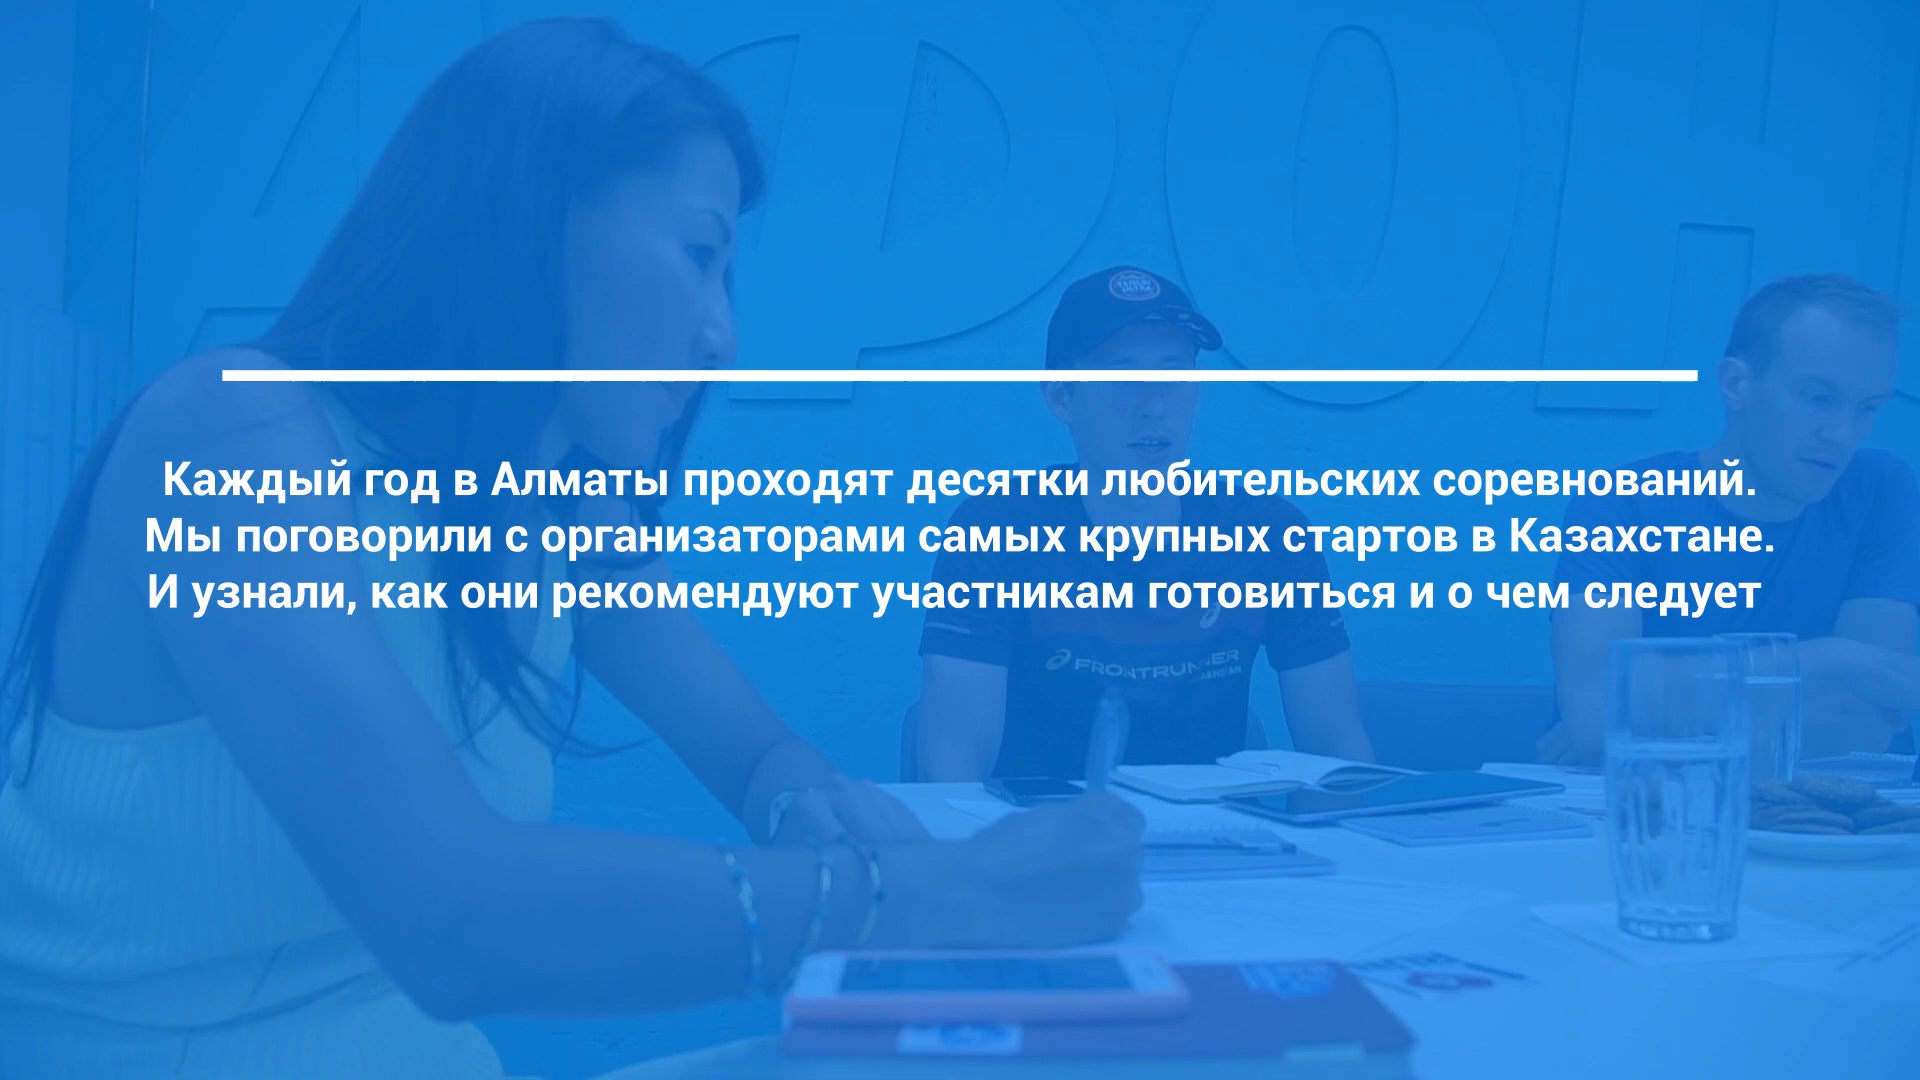 Каждый год в Алматы проходят десятки любительских соревнований.
Мы поговорили с организаторами самых крупных стартов в Казахстане.
И узнали, как они рекомендуют участникам готовиться и о чем следует
FRONTRUNNER